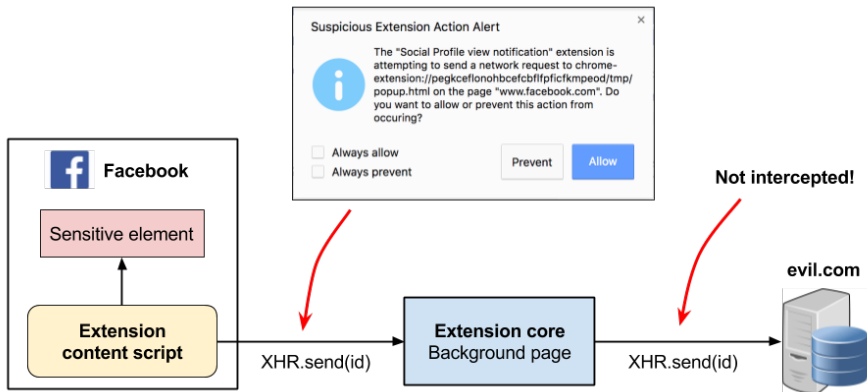 Suspicious Extension Action Alert
×
The "Social Profile view notification" extension is
attempting to send a network request to chrome-
extension://pegkceflonohbcefcbflfpficfkmpeod/tmp/
popup.html on the page "www.facebook.com". Do
you want to allow or prevent this action from
occuring?
Always allow
Always prevent
Prevent
Allow
f
Facebook
Sensitive element
Extension
content script
XHR.send(id)
Extension core
Background page
XHR.send(id)
Not intercepted!
evil.com